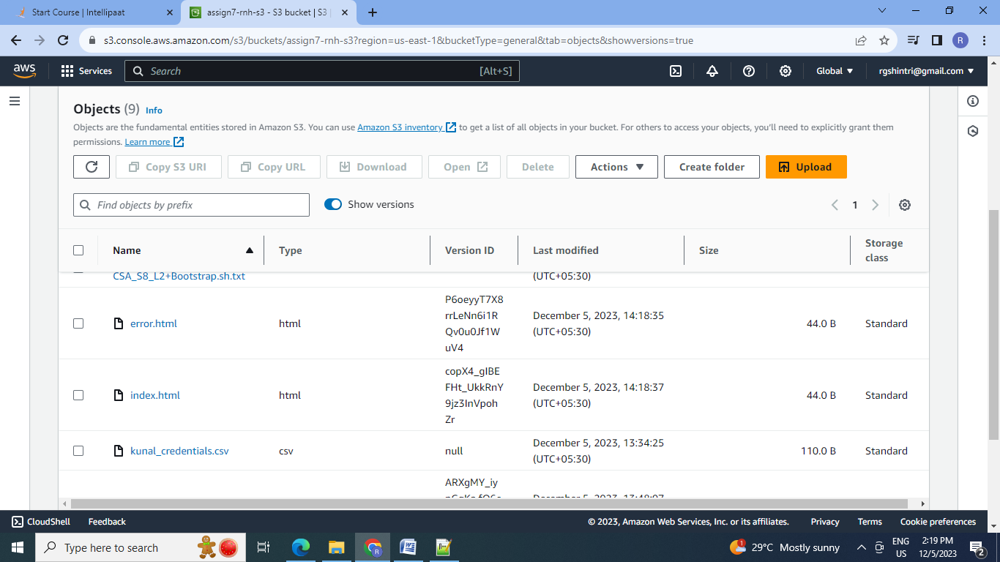 Start Course | Intellipaat
assign7-rnh-s3 - S3 bucket | S3 |
s3.console.aws.amazon.com/s3/buckets/assign7-rnh-s3?region=us-east-1&bucketType=general&tab=objects&showversions=true
R
aws
Services
Search
[Alt+S]
Global
rgshintri@gmail.com
Objects (9) Info
Objects are the fundamental entities stored in Amazon S3. You can use Amazon S3 inventory to get a list of all objects in your bucket. For others to access your objects, you'll need to explicitly grant them
permissions. Learn more
Copy S3 URI
Copy URL
Download
Open
Delete
Actions
Create folder
Upload
Find objects by prefix
Show versions
1
Name
Type
Version ID
Last modified
Size
Storage
class
CSA_S8_L2+Bootstrap.sh.txt
(UTC+05:30)
error.html
html
P6oeyyT7X8
rrLeNn6i1R
Qv0u0Jf1W
uV4
December 5, 2023, 14:18:35
(UTC+05:30)
44.0 B
Standard
index.html
html
copX4_gIBE
FHt_UkkRnY
9jz3InVpoh
Zr
December 5, 2023, 14:18:37
(UTC+05:30)
44.0 B
Standard
kunal_credentials.csv
csv
null
December 5, 2023, 13:34:25
(UTC+05:30)
110.0 B
Standard
ARXgMY_iy
December 5, 2023, 13:48:07
CloudShell
Feedback
© 2023, Amazon Web Services, Inc. or its affiliates.
Privacy
Terms
Cookie preferences
Type here to search
1
29°C Mostly sunny
ENG
US
2:19 PM
12/5/2023
2